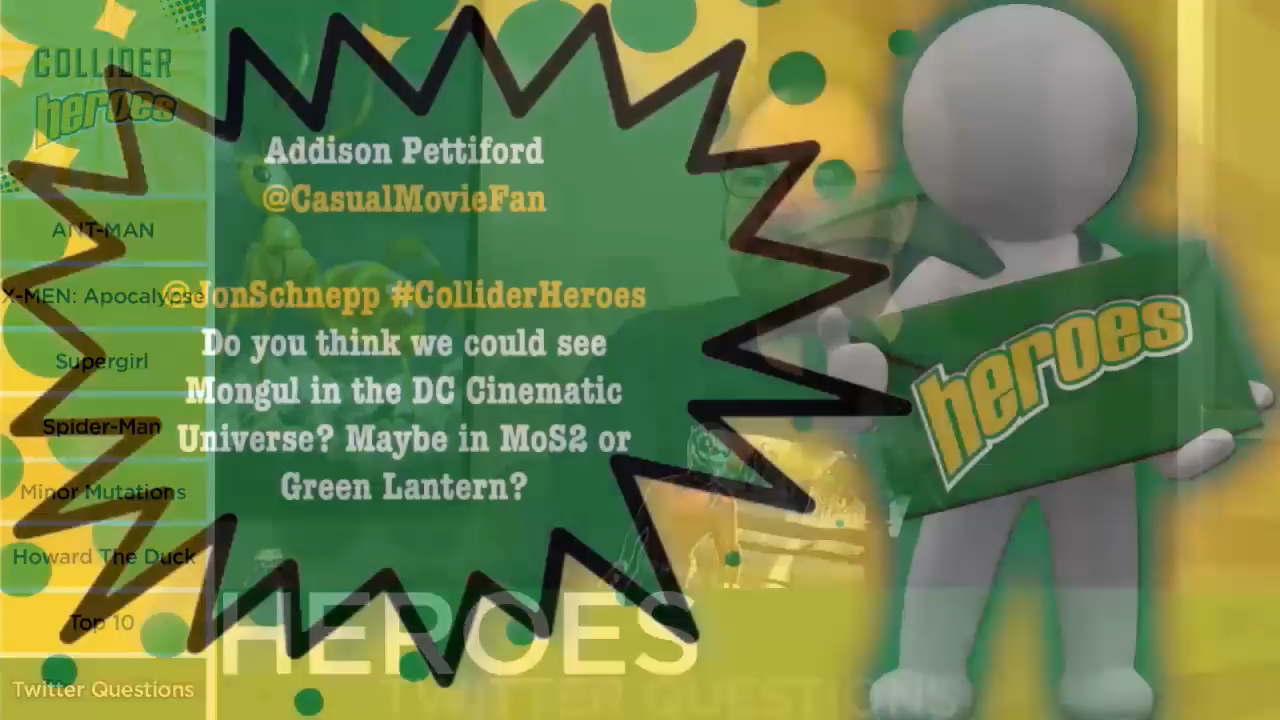 COLLIDER
heroes
ANT-MAN
X-MEN: Apocalypse
Supergirl
Spider-Man
Minor Mutations
Howard The Duck
Top 10
Twitter Questions
Addison Pettiford
@CasualMovieFan
@JonSchnepp #ColliderHeroes
Do you think we could see
Mongul in the DC Cinematic
Universe? Maybe in MoS2 or
Green Lantern?
heroes
HEROES
TWITTER QUESTIONS